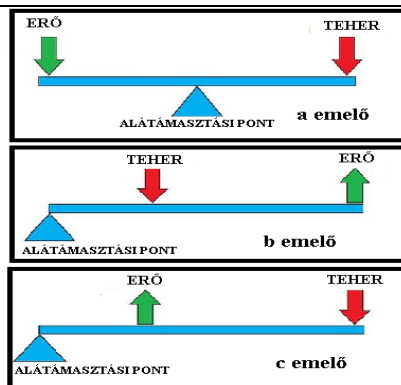 ERŐ
TEHER
ALÁTÁMASZTÁSI PONT
a emelő
TEHER
ERŐ
ALÁTÁMASZTÁSI PONT
b emelő
ERŐ
TEHER
ALÁTÁMASZTÁSI PONT
c emelő